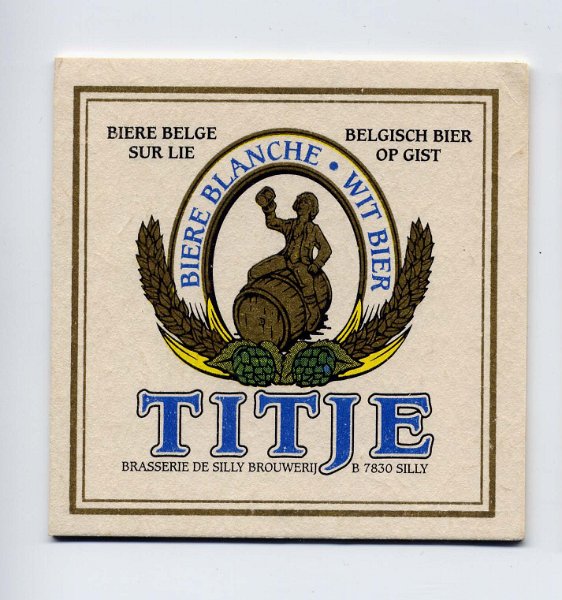 BIERE BELGE
SUR LIE
BELGISCH BIER
OP GIST
BIERE BLANCHE • WIT BIER
TITJE
BRASSERIE DE SILLY BROUWERIJ B 7830 SILLY